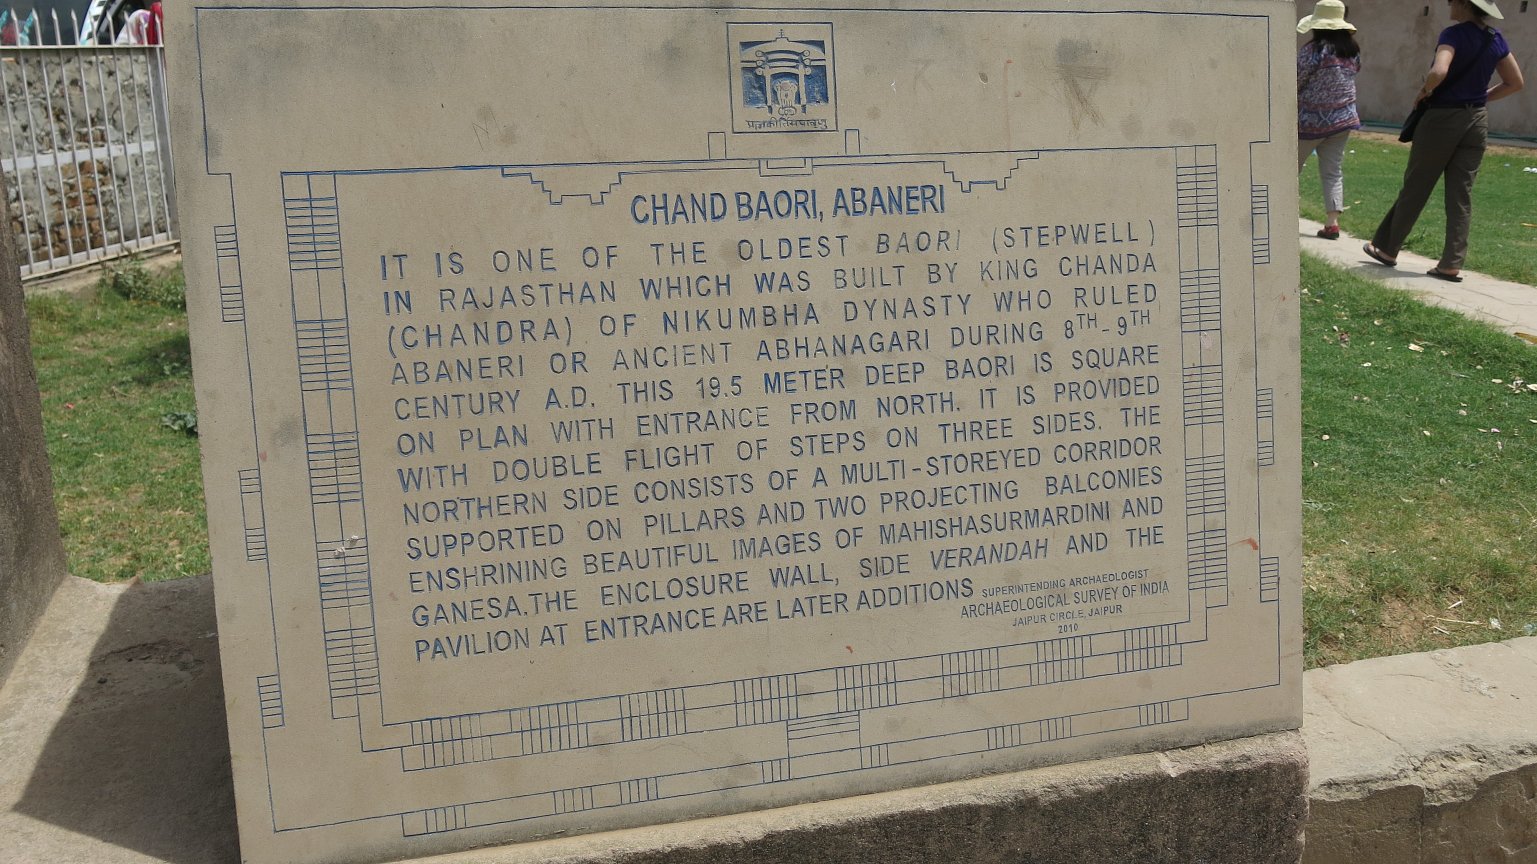 प्रत्नकीर्तिमपावृणु
CHAND BAORI, ABANERI
IT IS ONE OF THE OLDEST BAORI (STEPWELL)
IN RAJASTHAN WHICH WAS BUILT BY KING CHANDA
(CHANDRA) OF NIKUMBHA DYNASTY WHO RULED
ABANERI OR ANCIENT ABHANAGARI DURING 8TH-9TH
CENTURY A.D. THIS 19.5 METER DEEP BAORI IS SQUARE
ON PLAN WITH ENTRANCE FROM NORTH. IT IS PROVIDED
WITH DOUBLE FLIGHT OF STEPS ON THREE SIDES. THE
NORTHERN SIDE CONSISTS OF A MULTI-STOREYED CORRIDOR
SUPPORTED ON PILLARS AND TWO PROJECTING BALCONIES
ENSHRINING BEAUTIFUL IMAGES OF MAHISHASURMARDINI AND
GANESA.THE ENCLOSURE WALL, SIDE VERANDAH AND THE
PAVILION AT ENTRANCE ARE LATER ADDITIONS
SUPERINTENDING ARCHAEOLOGIST
ARCHAEOLOGICAL SURVEY OF INDIA
JAIPUR CIRCLE, JAIPUR
2010